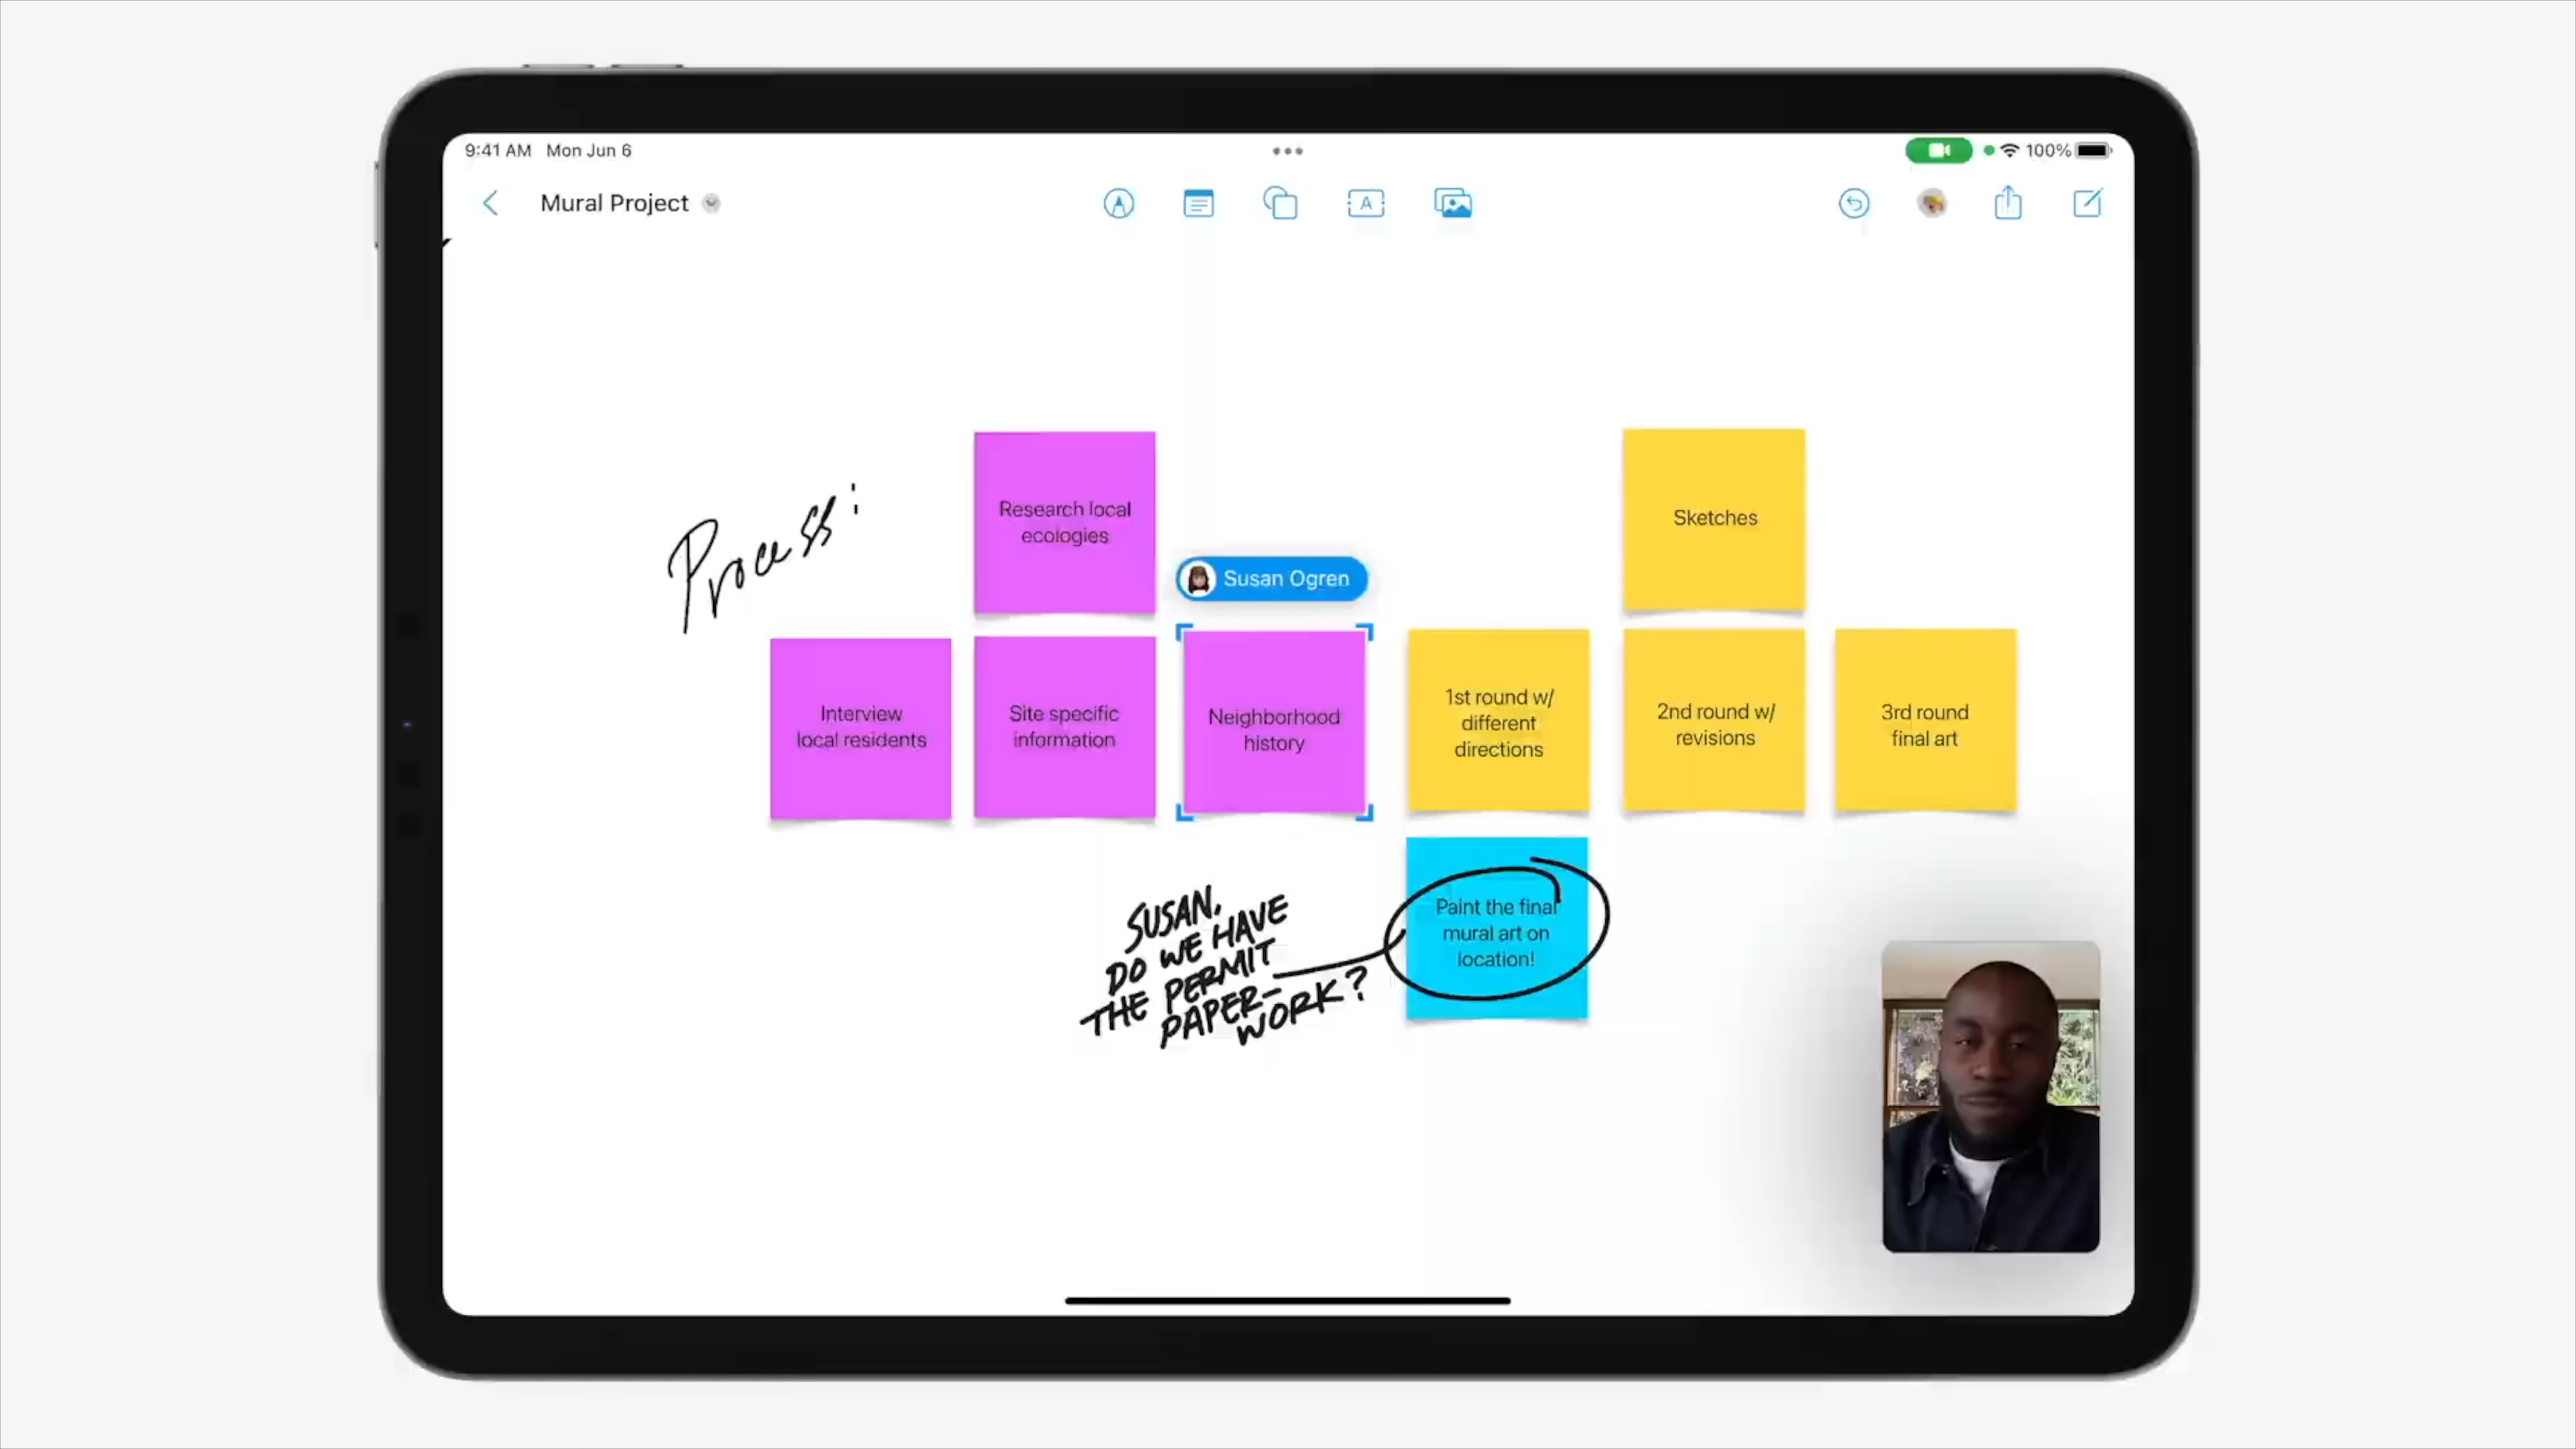 9:41 AM Mon Jun 6
100%
Mural Project
A
Process:
Research local
ecologies
Sketches
Susan Ogren
Interview
local residents
Site specific
information
Neighborhood
history
1st round w/
different
directions
2nd round w/
revisions
3rd round
final art
SUSAN,
DO WE HAVE
THE PERMIT
PAPER-
WORK?
Paint the final
mural art on
location!